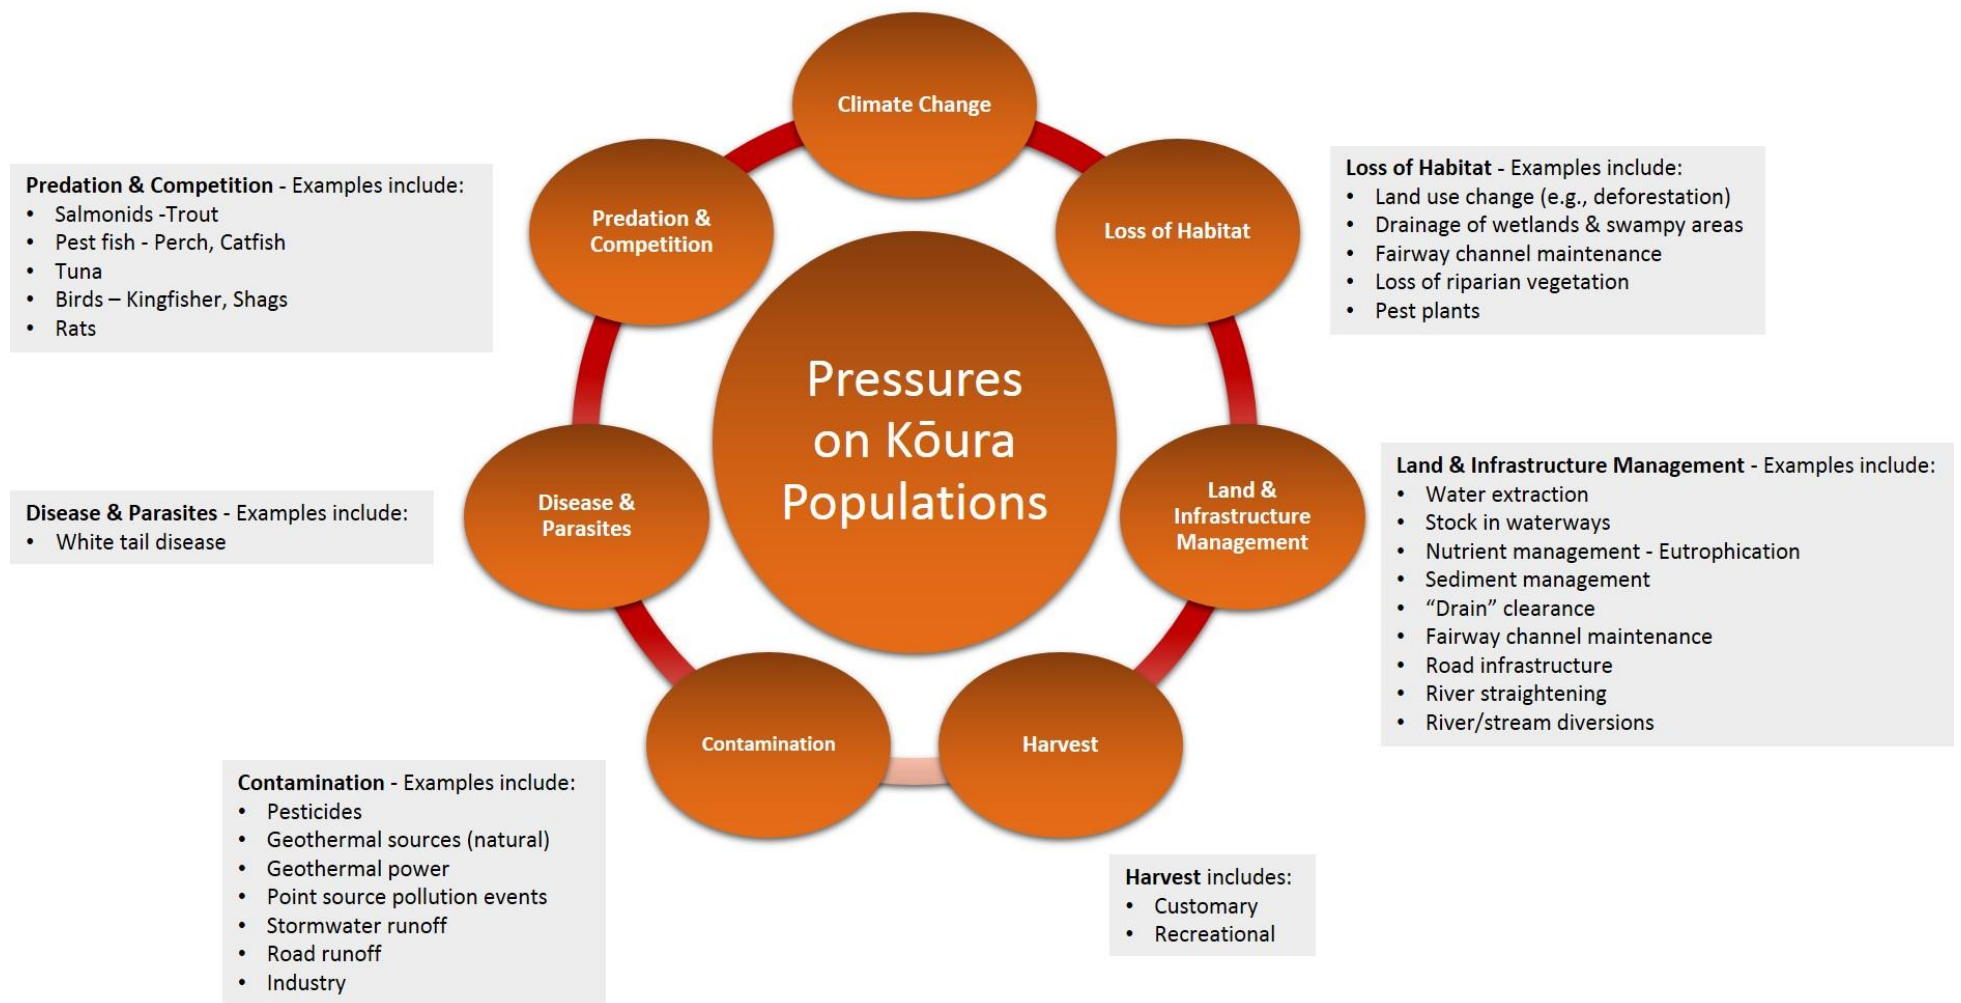 Climate Change
Predation &
Competition
Loss of Habitat
Pressures
on Kōura
Populations
Disease &
Parasites
Land &
Infrastructure
Management
Contamination
Harvest
Predation & Competition - Examples include:
• Salmonids -Trout
• Pest fish - Perch, Catfish
• Tuna
• Birds – Kingfisher, Shags
• Rats
Loss of Habitat - Examples include:
• Land use change (e.g., deforestation)
• Drainage of wetlands & swampy areas
• Fairway channel maintenance
• Loss of riparian vegetation
• Pest plants
Disease & Parasites - Examples include:
• White tail disease
Land & Infrastructure Management - Examples include:
• Water extraction
• Stock in waterways
• Nutrient management - Eutrophication
• Sediment management
• “Drain” clearance
• Fairway channel maintenance
• Road infrastructure
• River straightening
• River/stream diversions
Contamination - Examples include:
• Pesticides
• Geothermal sources (natural)
• Geothermal power
• Point source pollution events
• Stormwater runoff
• Road runoff
• Industry
Harvest includes:
• Customary
• Recreational